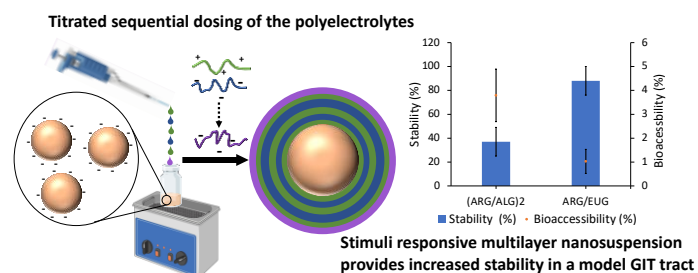 Titrated sequential dosing of the polyelectrolytes
Stability (%)
120
100
80
60
40
20
0
6
5
4
3
2
1
0
Bioaccessbility (%)
(ARG/ALG)2 ARG/EUG
Stability (%) Bioaccessibility (%)
Stimuli responsive multilayer nanosuspension
provides increased stability in a model GIT tract